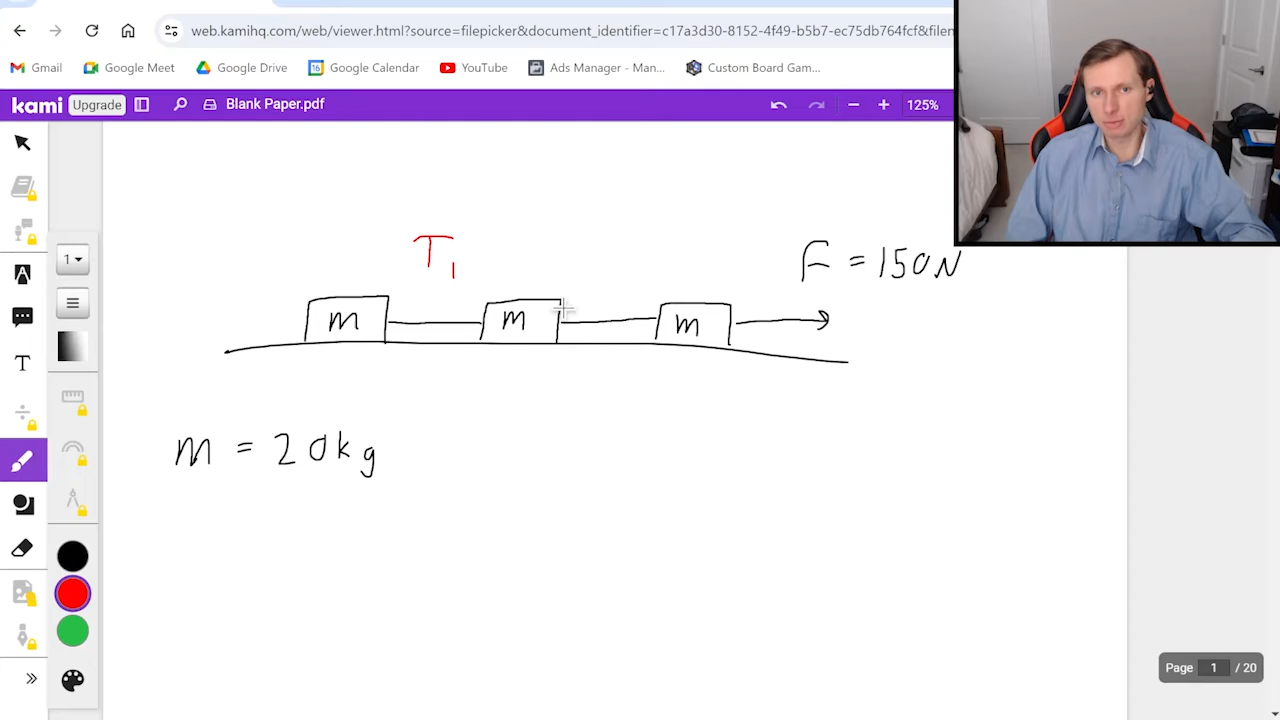 web.kamihq.com/web/viewer.html?source=filepicker&document_identifier=c17a3d30-8152-4f49-b5b7-ec75db764fcf&filen
Gmail Google Meet Google Drive 16 Google Calendar YouTube Ads Manager - Man... Custom Board Gam...
kami Upgrade Blank Paper.pdf 125%
A
T
1
T1
F = 150N
m m m
m = 20kg
Page 1 / 20